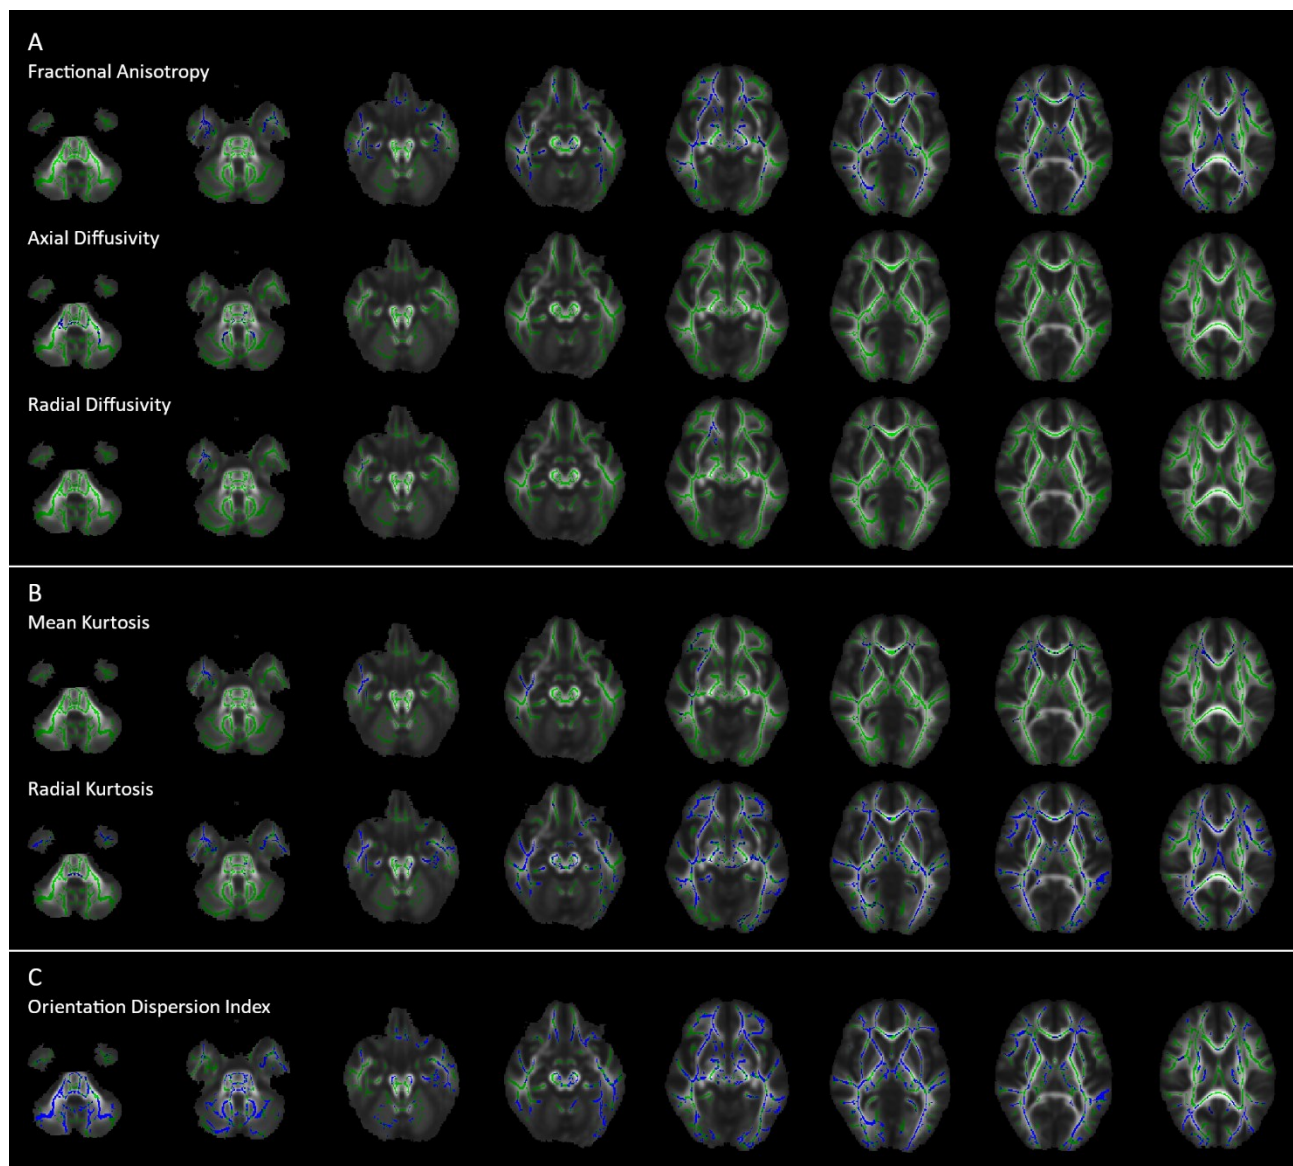 A
Fractional Anisotropy
Axial Diffusivity
Radial Diffusivity
B
Mean Kurtosis
Radial Kurtosis
C
Orientation Dispersion Index